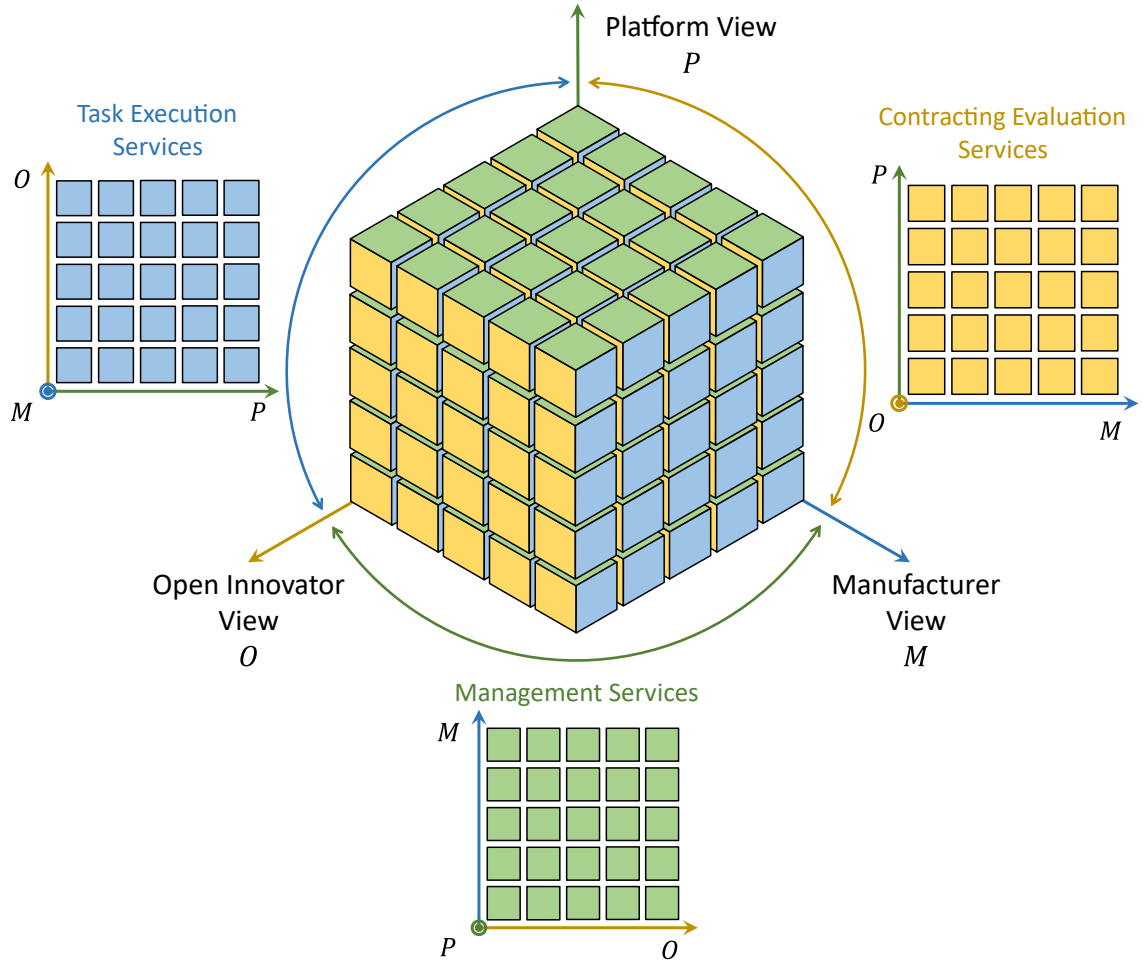 Platform View
P
Task Execution
Services
O
M
P
Contracting Evaluation
Services
P
O
M
Open Innovator
View
O
Manufacturer
View
M
Management Services
M
P
O